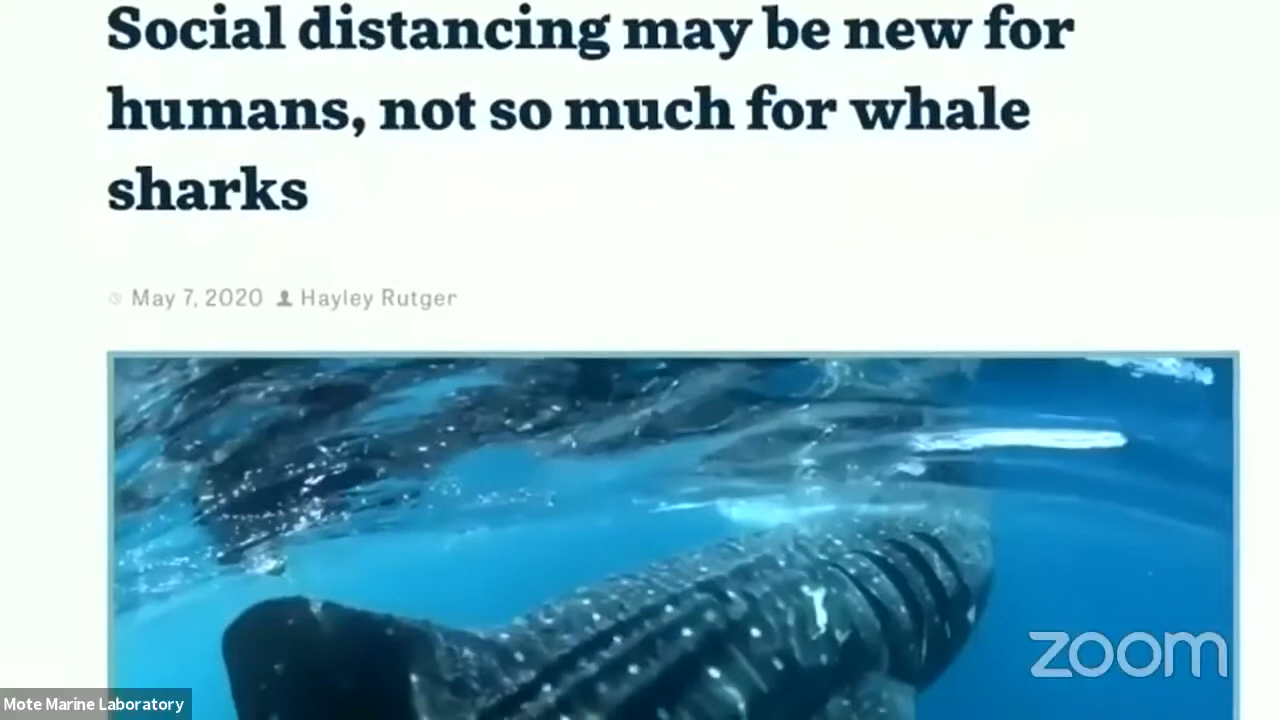 Social distancing may be new for
humans, not so much for whale
sharks
May 7, 2020 Hayley Rutger
zoom
Mote Marine Laboratory